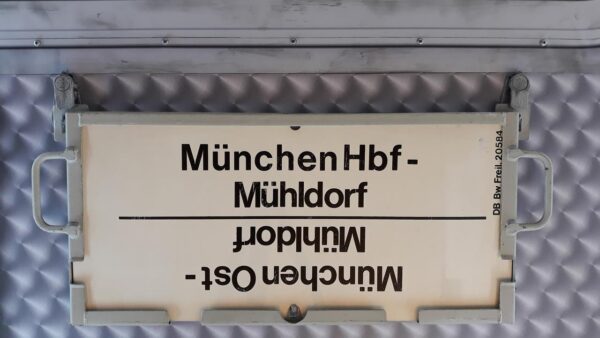 München Hbf -
Mühldorf
München Ost -
Mühldorf
DB Bw Freil. 20584